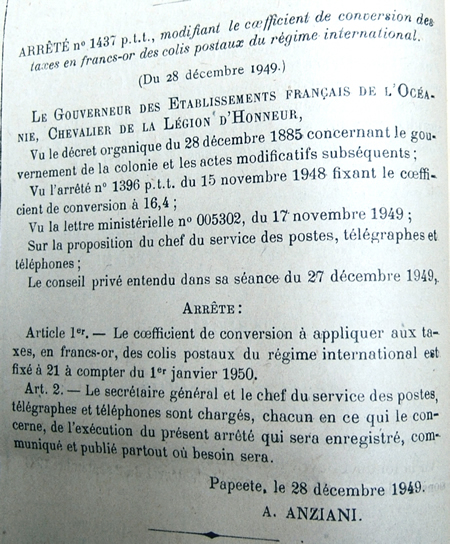 ARRÊTÉ n° 1437 p.t.t., modifiant le cœfficient de conversion des
taxes en francs-or des colis postaux du régime international.
(Du 28 décembre 1949.)
LE GOUVERNEUR DES ETABLISSEMENTS FRANÇAIS DE L'OCÉA-
NIE, CHEVALIER DE LA LÉGION D'HONNEUR,
Vu le décret organique du 28 décembre 1885 concernant le gou-
vernement de la colonie et les actes modificatifs subséquents ;
Vu l'arrêté n° 1396 p.t.t. du 15 novembre 1948 fixant le cœffi-
cient de conversion à 16,4 ;
Vu la lettre ministérielle n° 005302, du 17 novembre 1949 ;
Sur la proposition du chef du service des postes, télégraphes et
téléphones ;
Le conseil privé entendu dans sa séance du 27 décembre 1949,
ARRÊTE :
Article 1er. — Le cœfficient de conversion à appliquer aux ta-
xes, en francs-or, des colis postaux du régime international est
fixé à 21 à compter du 1er janvier 1950.
Art. 2. — Le secrétaire général et le chef du service des postes,
télégraphes et téléphones sont chargés, chacun en ce qui le con-
cerne, de l'exécution du présent arrêté qui sera enregistré, com-
muniqué et publié partout où besoin sera.
Papeete, le 28 décembre 1949.
A. ANZIANI.